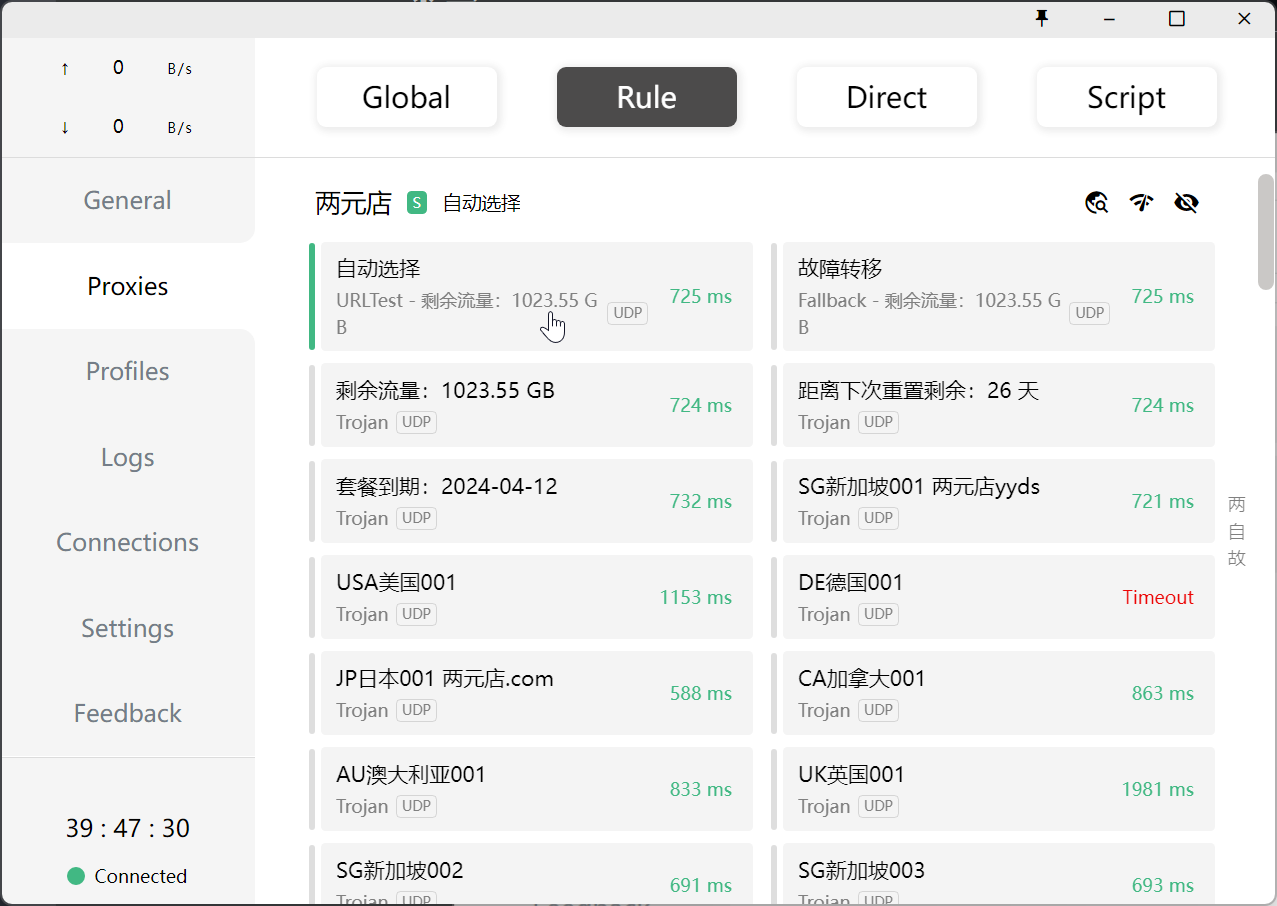 ↑ 0 B/s
↓ 0 B/s
General
Proxies
Profiles
Logs
Connections
Settings
Feedback
39 : 47 : 30
Connected
Global
Rule
Direct
Script
两元店 S 自动选择
自动选择
URLTest - 剩余流量：1023.55 G
B
UDP
725 ms
故障转移
Fallback - 剩余流量：1023.55 G
B
UDP
725 ms
剩余流量：1023.55 GB
Trojan UDP
724 ms
距离下次重置剩余：26 天
Trojan UDP
724 ms
套餐到期：2024-04-12
Trojan UDP
732 ms
SG新加坡001 两元店yyds
Trojan UDP
721 ms
USA美国001
Trojan UDP
1153 ms
DE德国001
Trojan UDP
Timeout
JP日本001 两元店.com
Trojan UDP
588 ms
CA加拿大001
Trojan UDP
863 ms
AU澳大利亚001
Trojan UDP
833 ms
UK英国001
Trojan UDP
1981 ms
SG新加坡002
Trojan UDP
691 ms
SG新加坡003
Trojan UDP
693 ms
两
自
故